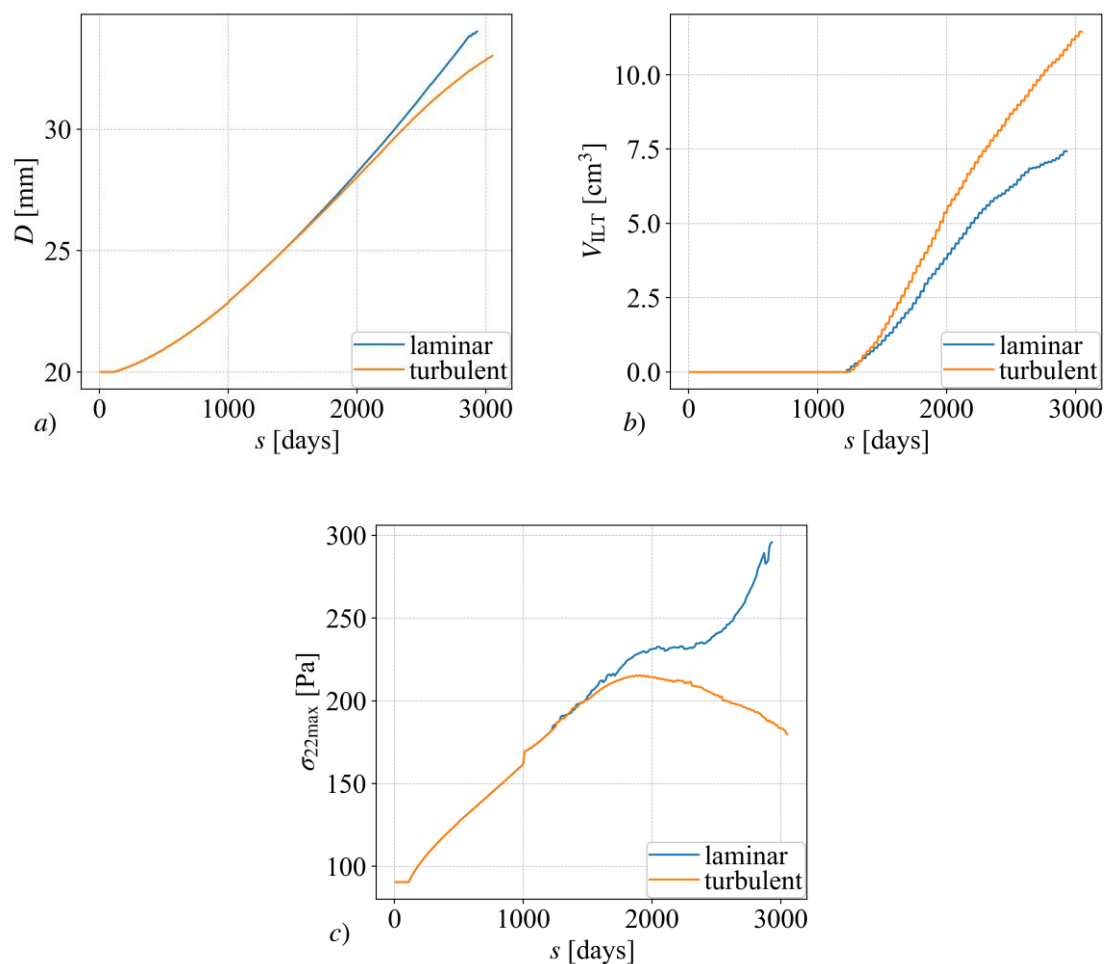 30
25
20
D [mm]
0 1000 2000 3000
s [days]
a)
laminar
turbulent
10.0
7.5
5.0
2.5
0.0
V_ILT [cm³]
0 1000 2000 3000
s [days]
b)
laminar
turbulent
300
250
200
150
100
σ_22max [Pa]
0 1000 2000 3000
s [days]
c)
laminar
turbulent